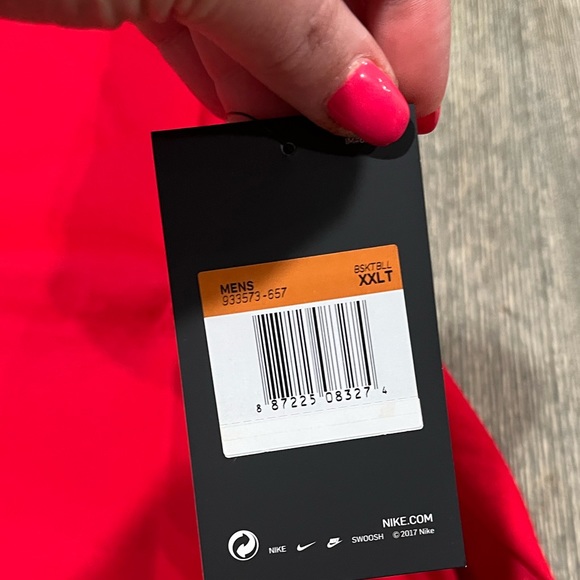 MENS BSKTBLL
933573-657 XXLT
8 87225 08327 4
NIKE.COM
NIKE SWOOSH © 2017 Nike